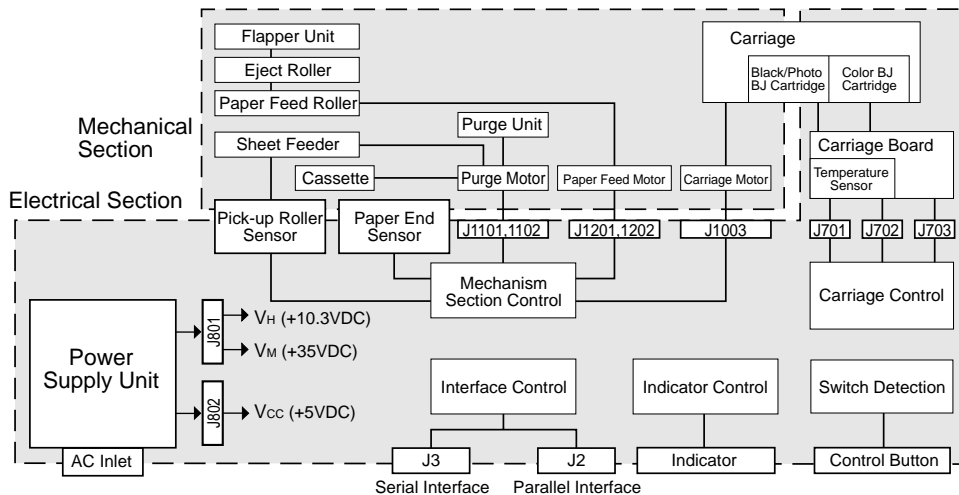 Flapper Unit
Eject Roller
Paper Feed Roller
Mechanical
Section
Purge Unit
Sheet Feeder
Cassette
Purge Motor
Paper Feed Motor
Carriage Motor
Carriage
Black/Photo
BJ Cartridge
Color BJ
Cartridge
Carriage Board
Temperature
Sensor
Electrical Section
Pick-up Roller
Sensor
Paper End
Sensor
J1101,1102
J1201,1202
J1003
J701
J702
J703
Mechanism
Section Control
Carriage Control
Power
Supply Unit
J801
VH (+10.3VDC)
VM (+35VDC)
J802
VCC (+5VDC)
AC Inlet
Interface Control
Indicator Control
Switch Detection
J3
J2
Indicator
Control Button
Serial Interface
Parallel Interface